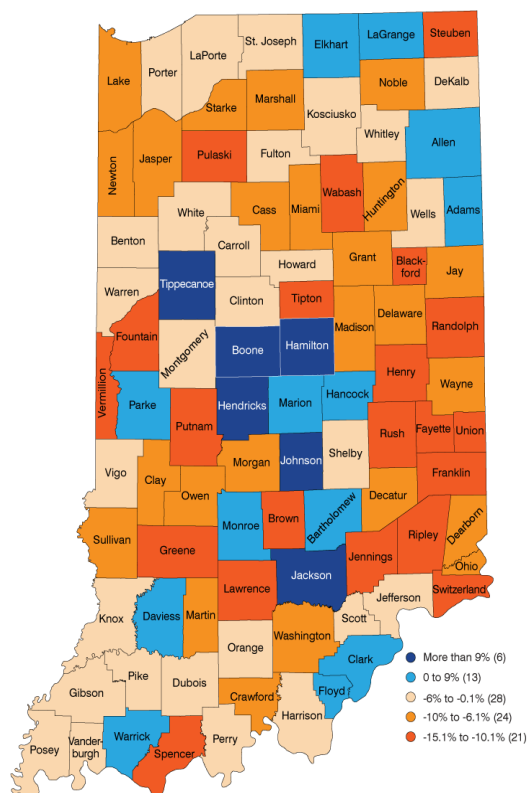 St. Joseph
Elkhart
LaGrange
Steuben
LaPorte
Porter
Lake
Noble
DeKalb
Marshall
Starke
Kosciusko
Whitley
Allen
Newton
Jasper
Pulaski
Fulton
Wabash
Huntington
Wells
Adams
White
Cass
Miami
Benton
Carroll
Howard
Grant
Black-
ford
Jay
Tippecanoe
Warren
Clinton
Tipton
Madison
Delaware
Randolph
Fountain
Montgomery
Boone
Hamilton
Henry
Wayne
Vermillion
Parke
Hendricks
Marion
Hancock
Putnam
Rush
Fayette
Union
Vigo
Clay
Morgan
Johnson
Shelby
Franklin
Owen
Decatur
Sullivan
Monroe
Brown
Bartholomew
Dearborn
Greene
Ripley
Jennings
Ohio
Jackson
Lawrence
Jefferson
Switzerland
Knox
Daviess
Martin
Scott
Orange
Washington
Clark
Gibson
Pike
Dubois
Crawford
Floyd
Harrison
Posey
Vander-
burgh
Warrick
Spencer
Perry
More than 9% (6)
0 to 9% (13)
-6% to -0.1% (28)
-10% to -6.1% (24)
-15.1% to -10.1% (21)